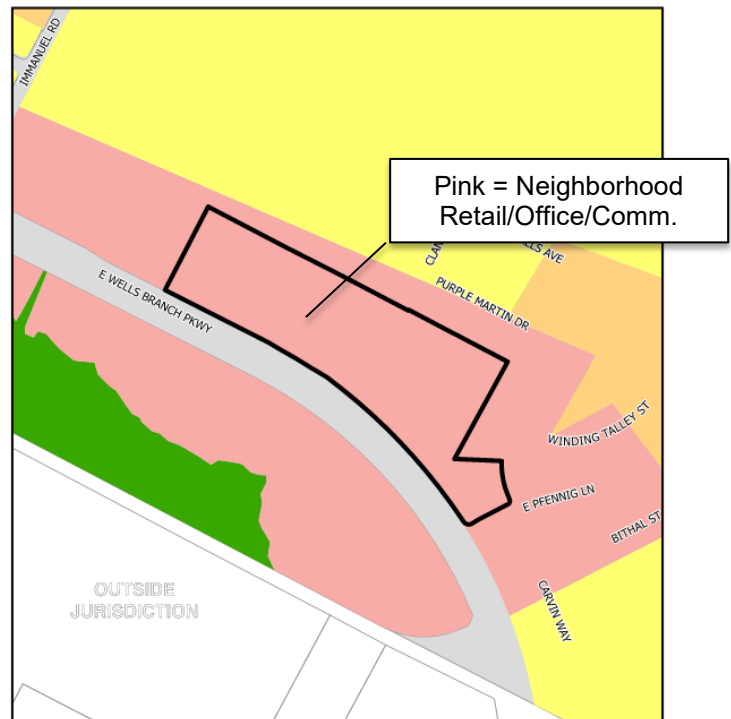 IMMANUEL RD
Pink = Neighborhood
Retail/Office/Comm.
PURPLE MARTIN DR
E WELLS BRANCH PKWY
WINDING TALLEY ST
E PFENNIG LN
BITHAL ST
CARVIN WAY
OUTSIDE
JURISDICTION
AVE